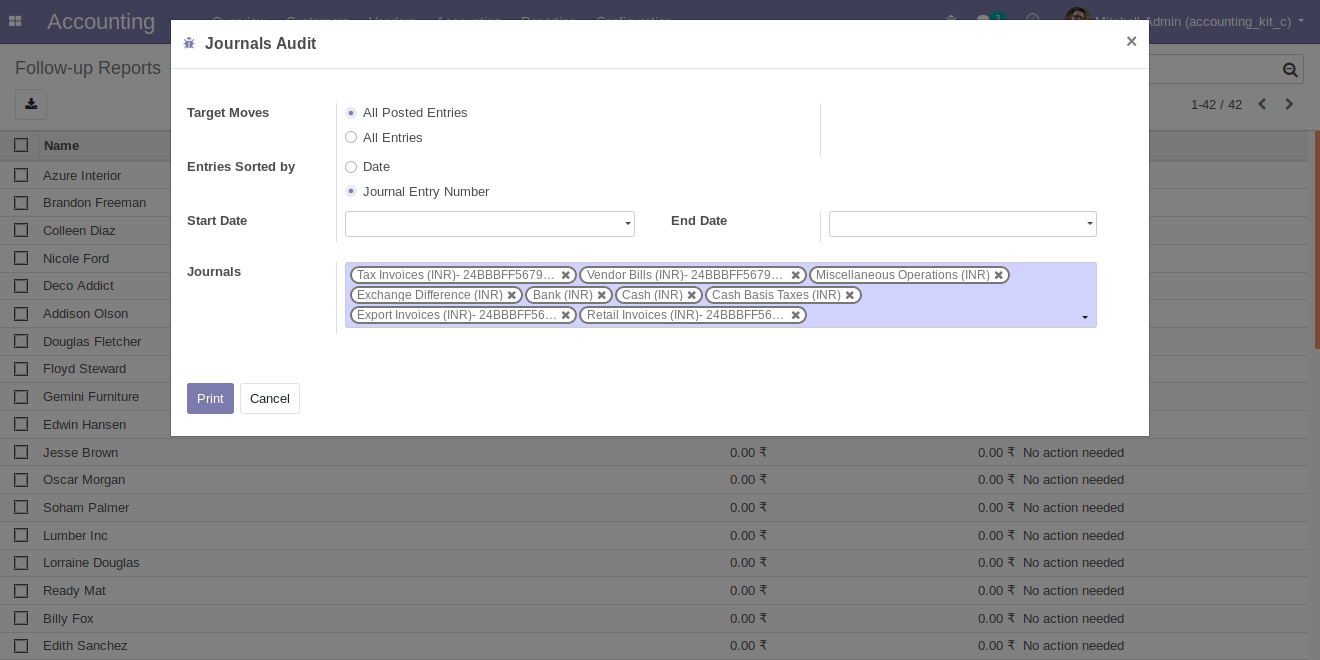 Accounting
Overview Customers Vendors Accounting Reporting Configuration
3
Mitchell Admin (accounting_kit_c)
Journals Audit
×
Follow-up Reports
1-42 / 42
Target Moves
All Posted Entries
All Entries
Entries Sorted by
Date
Journal Entry Number
Start Date
End Date
Journals
Tax Invoices (INR)- 24BBBFF5679… Vendor Bills (INR)- 24BBBFF5679… Miscellaneous Operations (INR)
Exchange Difference (INR) Bank (INR) Cash (INR) Cash Basis Taxes (INR)
Export Invoices (INR)- 24BBBFF56… Retail Invoices (INR)- 24BBBFF56…
Print Cancel
Name
Azure Interior
Brandon Freeman
Colleen Diaz
Nicole Ford
Deco Addict
Addison Olson
Douglas Fletcher
Floyd Steward
Gemini Furniture
Edwin Hansen
Jesse Brown 0.00 ₹ 0.00 ₹ No action needed
Oscar Morgan 0.00 ₹ 0.00 ₹ No action needed
Soham Palmer 0.00 ₹ 0.00 ₹ No action needed
Lumber Inc 0.00 ₹ 0.00 ₹ No action needed
Lorraine Douglas 0.00 ₹ 0.00 ₹ No action needed
Ready Mat 0.00 ₹ 0.00 ₹ No action needed
Billy Fox 0.00 ₹ 0.00 ₹ No action needed
Edith Sanchez 0.00 ₹ 0.00 ₹ No action needed